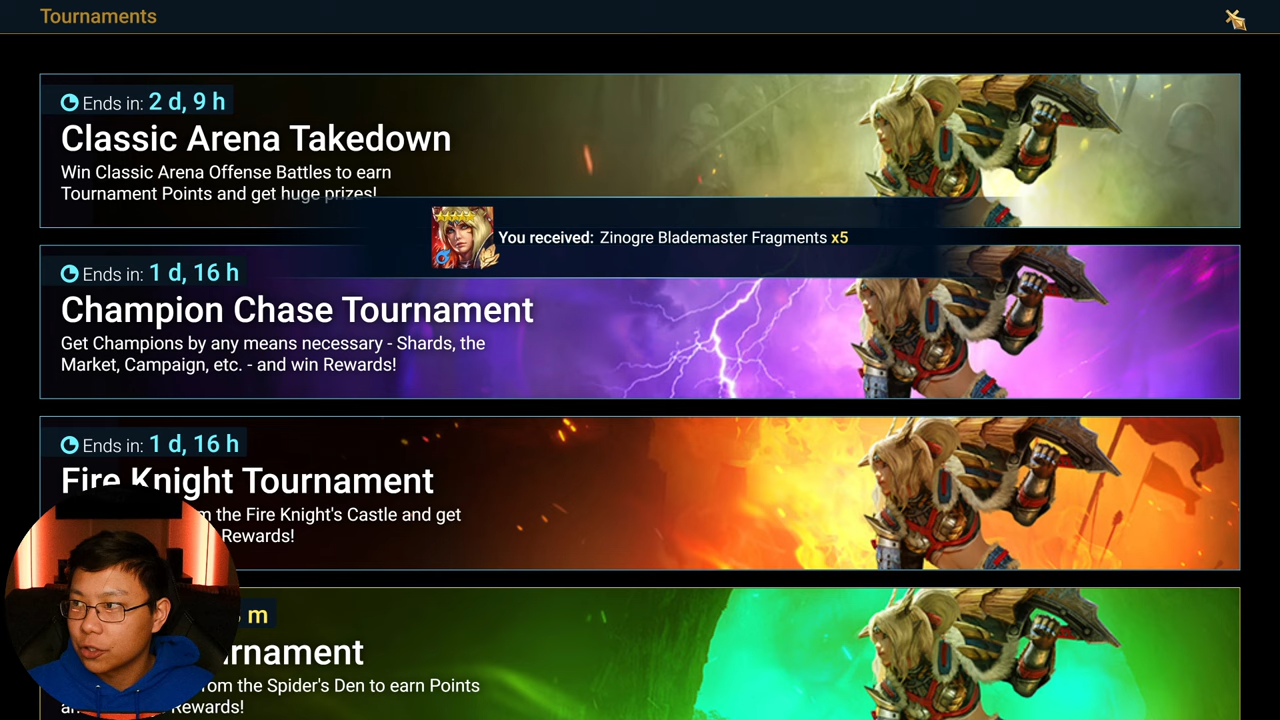 Tournaments
Ends in: 2 d, 9 h
Classic Arena Takedown
Win Classic Arena Offense Battles to earn
Tournament Points and get huge prizes!
You received: Zinogre Blademaster Fragments x5
Ends in: 1 d, 16 h
Champion Chase Tournament
Get Champions by any means necessary - Shards, the
Market, Campaign, etc. - and win Rewards!
Ends in: 1 d, 16 h
Fire Knight Tournament
the Fire Knight's Castle and get
Rewards!
m
from the Spider's Den to earn Points
Rewards!